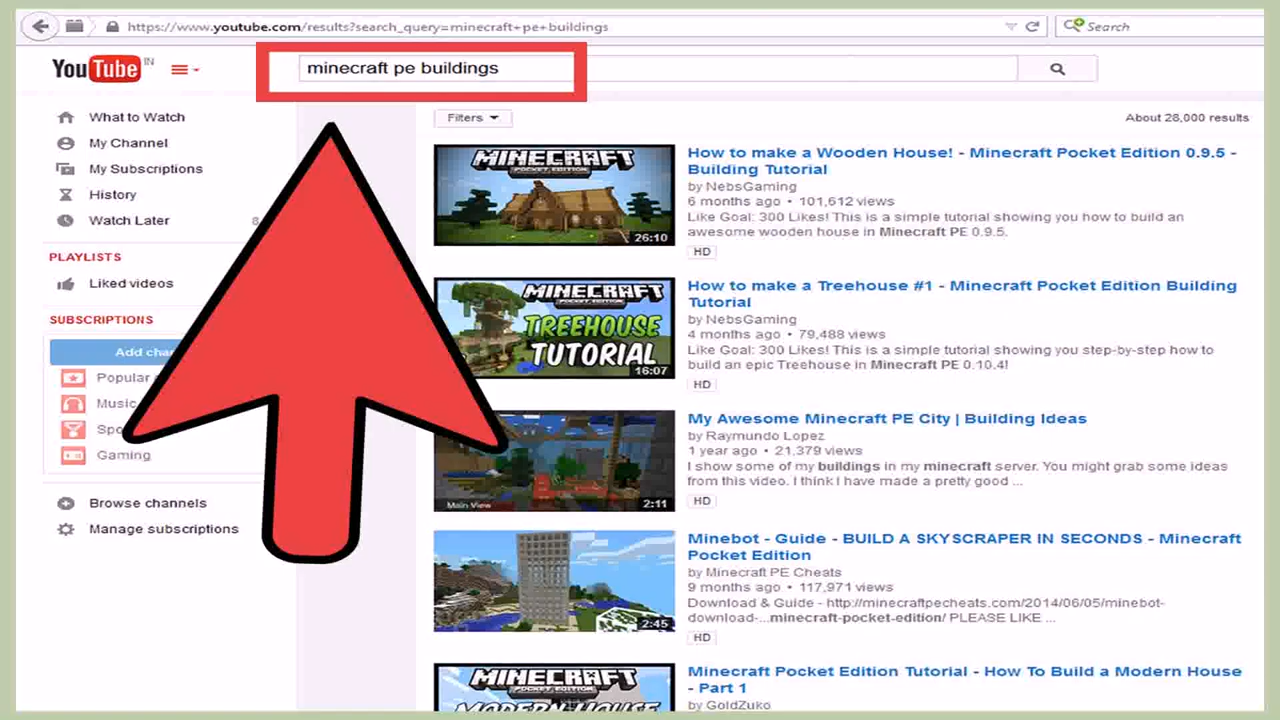 https://www.youtube.com/results?search_query=minecraft+pe+buildings
Search
YouTube IN
minecraft pe buildings
What to Watch
My Channel
My Subscriptions
History
Watch Later
8
PLAYLISTS
Liked videos
SUBSCRIPTIONS
Add cha
Popular
Music
Spo
Gaming
Browse channels
Manage subscriptions
Filters
About 28,000 results
MINECRAFT
POCKET EDITION
26:10
How to make a Wooden House! - Minecraft Pocket Edition 0.9.5 -
Building Tutorial
by NebsGaming
6 months ago • 101,612 views
Like Goal: 300 Likes! This is a simple tutorial showing you how to build an
awesome wooden house in Minecraft PE 0.9.5.
HD
MINECRAFT
POCKET EDITION
TREEHOUSE
TUTORIAL
16:07
How to make a Treehouse #1 - Minecraft Pocket Edition Building
Tutorial
by NebsGaming
4 months ago • 79,488 views
Like Goal: 300 Likes! This is a simple tutorial showing you step-by-step how to
build an epic Treehouse in Minecraft PE 0.10.4!
HD
Main View
2:11
My Awesome Minecraft PE City | Building Ideas
by Raymundo Lopez
1 year ago • 21,379 views
I show some of my buildings in my minecraft server. You might grab some ideas
from this video. I think I have made a pretty good ...
HD
2:45
Minebot - Guide - BUILD A SKYSCRAPER IN SECONDS - Minecraft
Pocket Edition
by Minecraft PE Cheats
9 months ago • 117,971 views
Download & Guide - http://minecraftpecheats.com/2014/06/05/minebot-
download-...minecraft-pocket-edition/ PLEASE LIKE ...
HD
MINECRAFT
POCKET EDITION
MODERN HOUSE
Minecraft Pocket Edition Tutorial - How To Build a Modern House
- Part 1
by GoldZuko